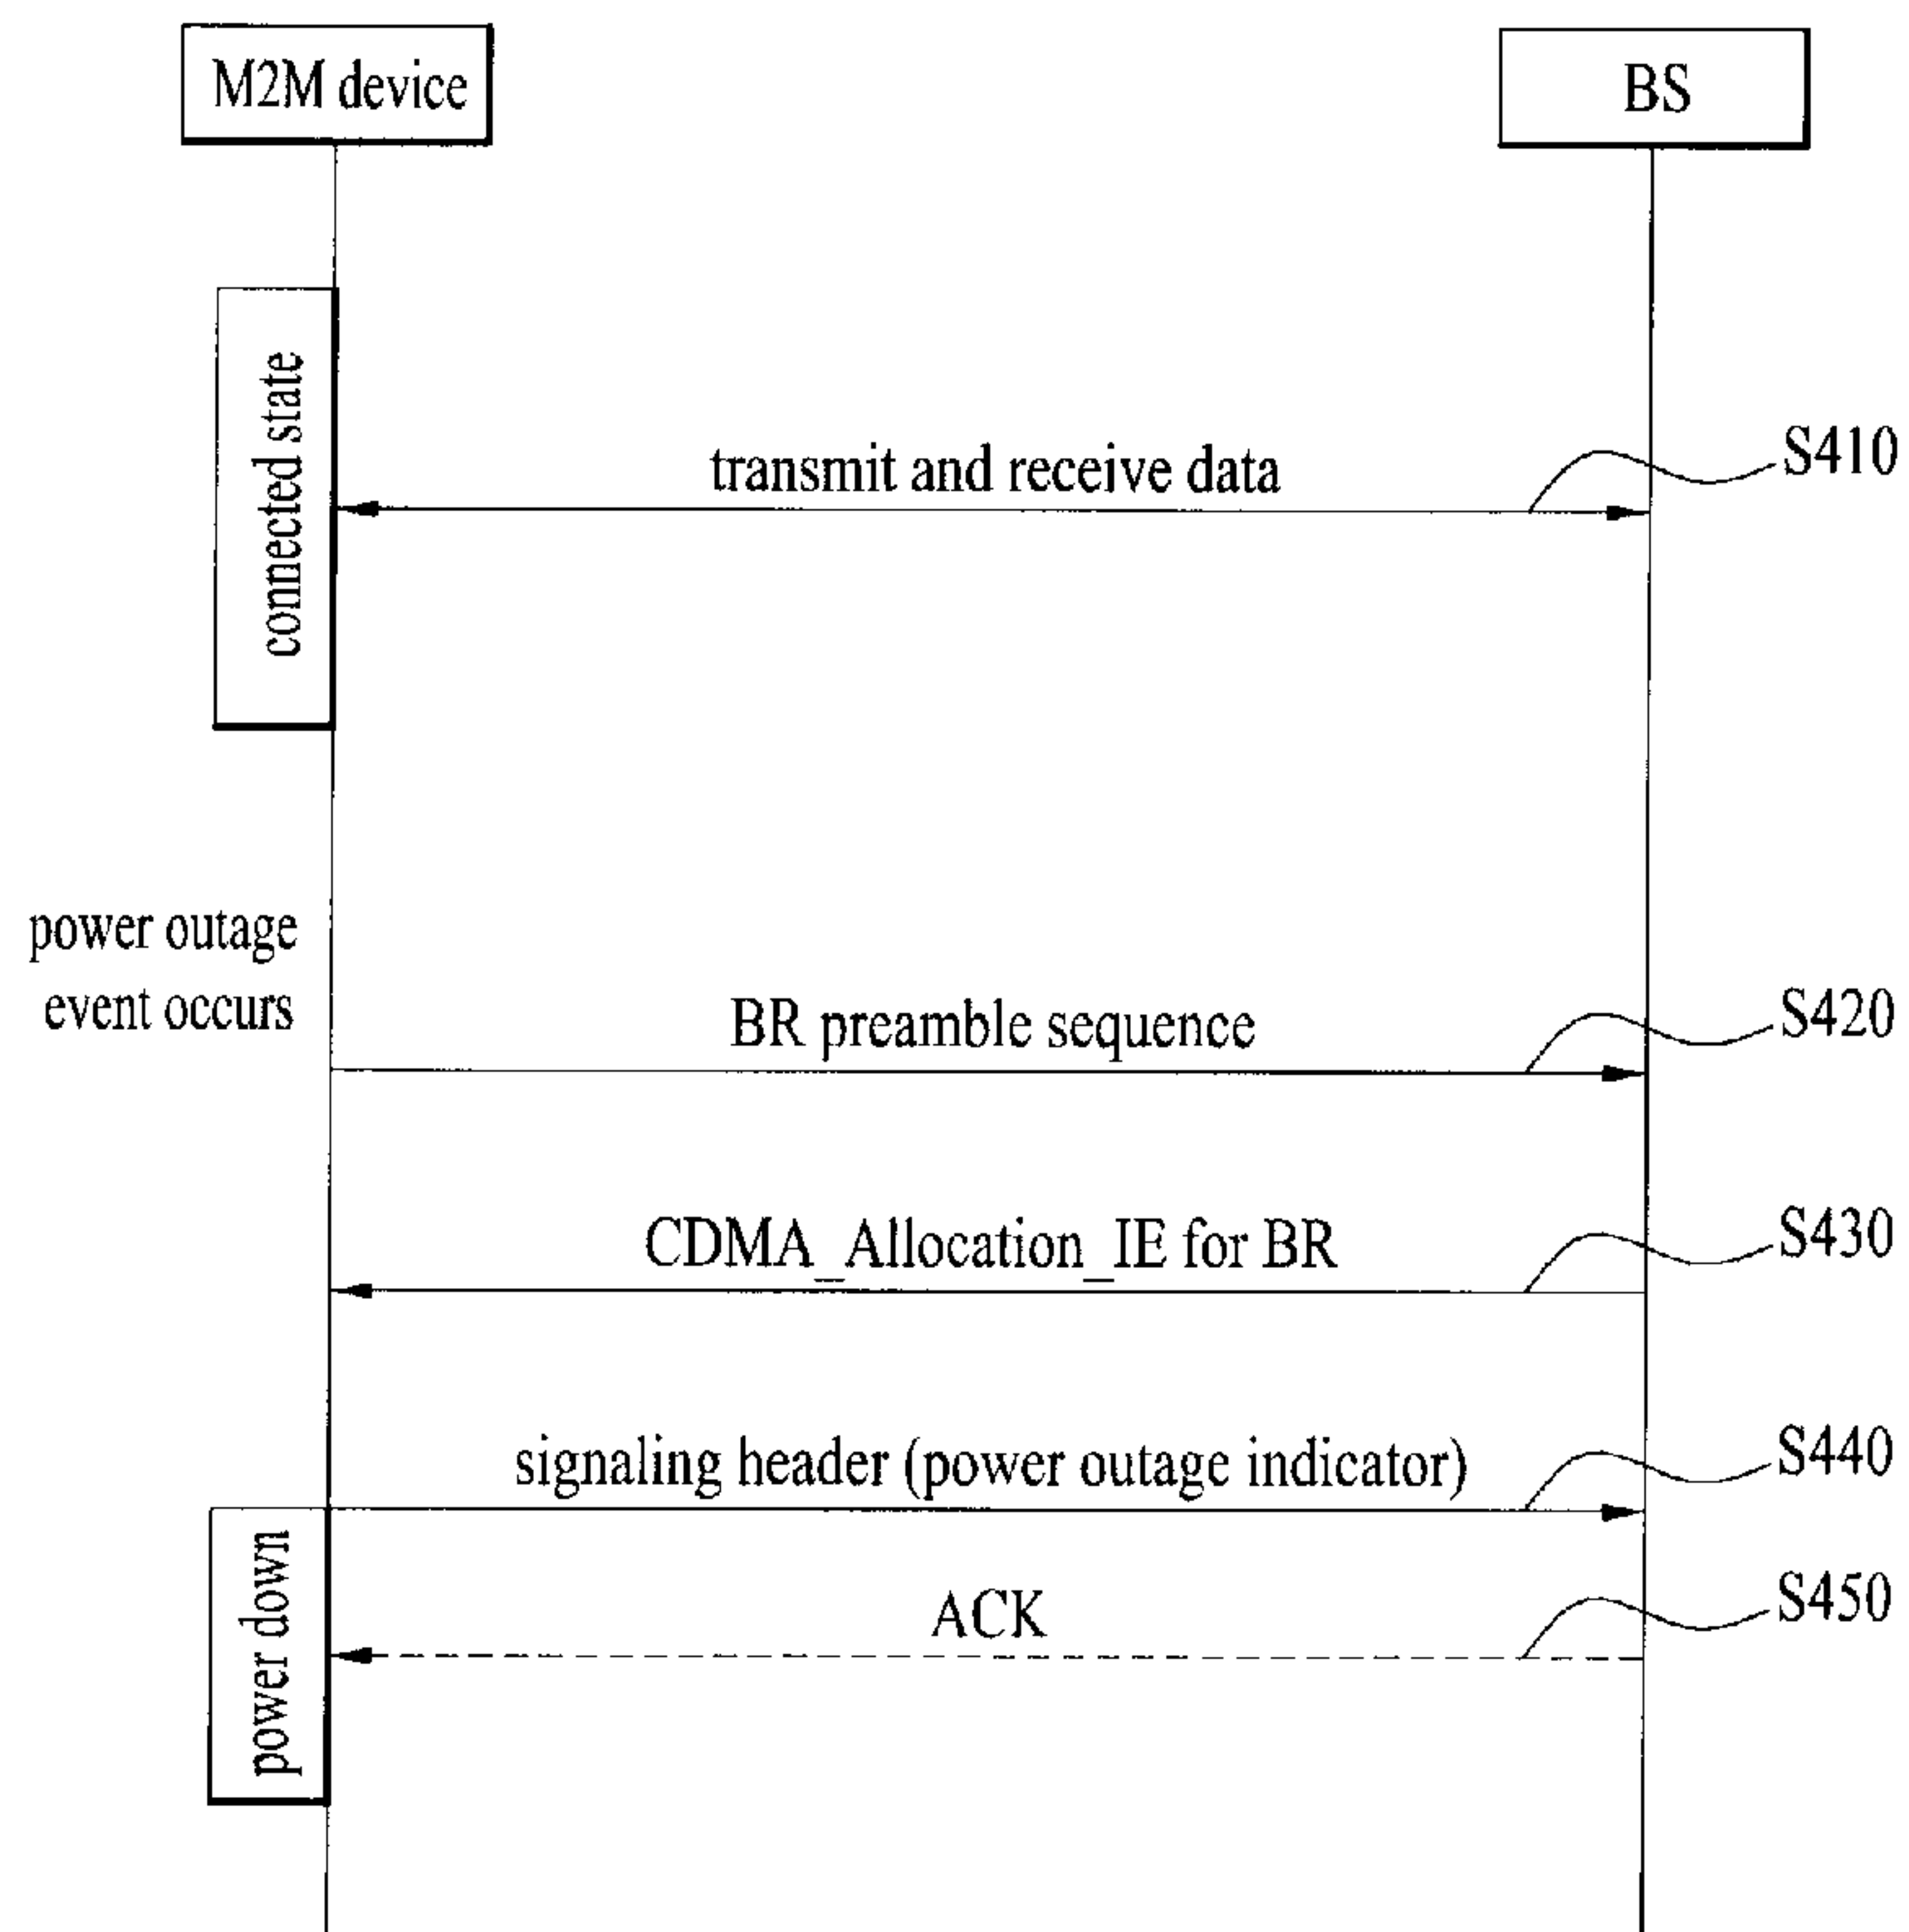 M2M device
BS
connected state
transmit and receive data
S410
power outage
event occurs
BR preamble sequence
S420
CDMA_Allocation_IE for BR
S430
signaling header (power outage indicator)
S440
power down
ACK
S450